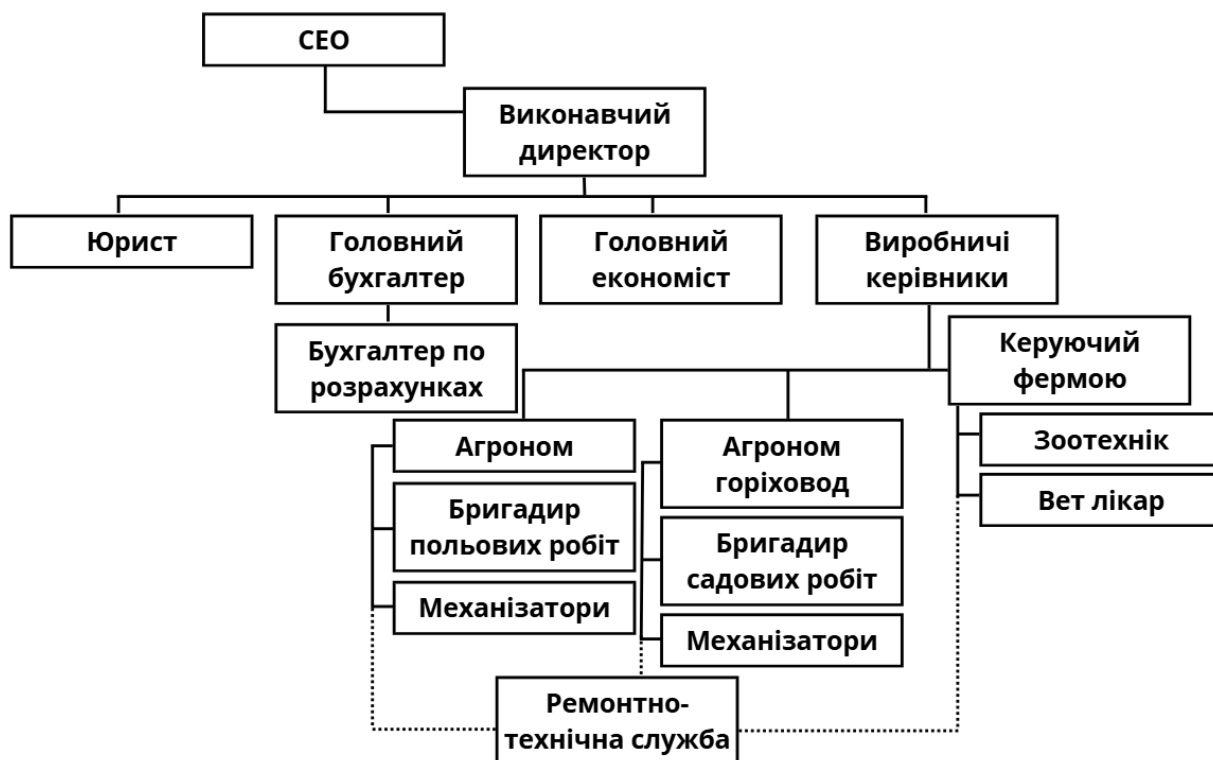 CEO
Виконавчий
директор
Юрист
Головний
бухгалтер
Головний
економіст
Виробничі
керівники
Бухгалтер по
розрахунках
Керуючий
фермою
Агроном
Агроном
горіховод
Зоотехнік
Вет лікар
Бригадир
польових робіт
Бригадир
садових робіт
Механізатори
Механізатори
Ремонтно-
технічна служба